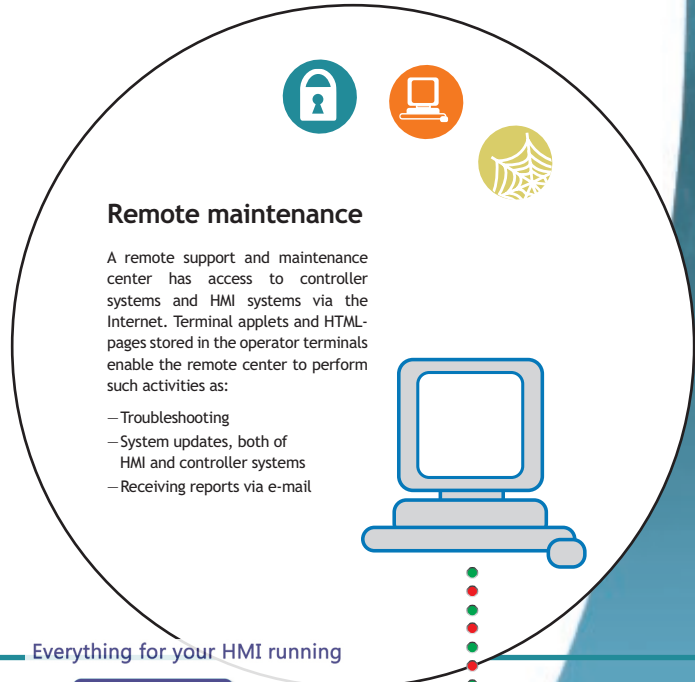 Remote maintenance
A remote support and maintenance
center has access to controller
systems and HMI systems via the
Internet. Terminal applets and HTML-
pages stored in the operator terminals
enable the remote center to perform
such activities as:
— Troubleshooting
— System updates, both of
HMI and controller systems
— Receiving reports via e-mail
Everything for your HMI running